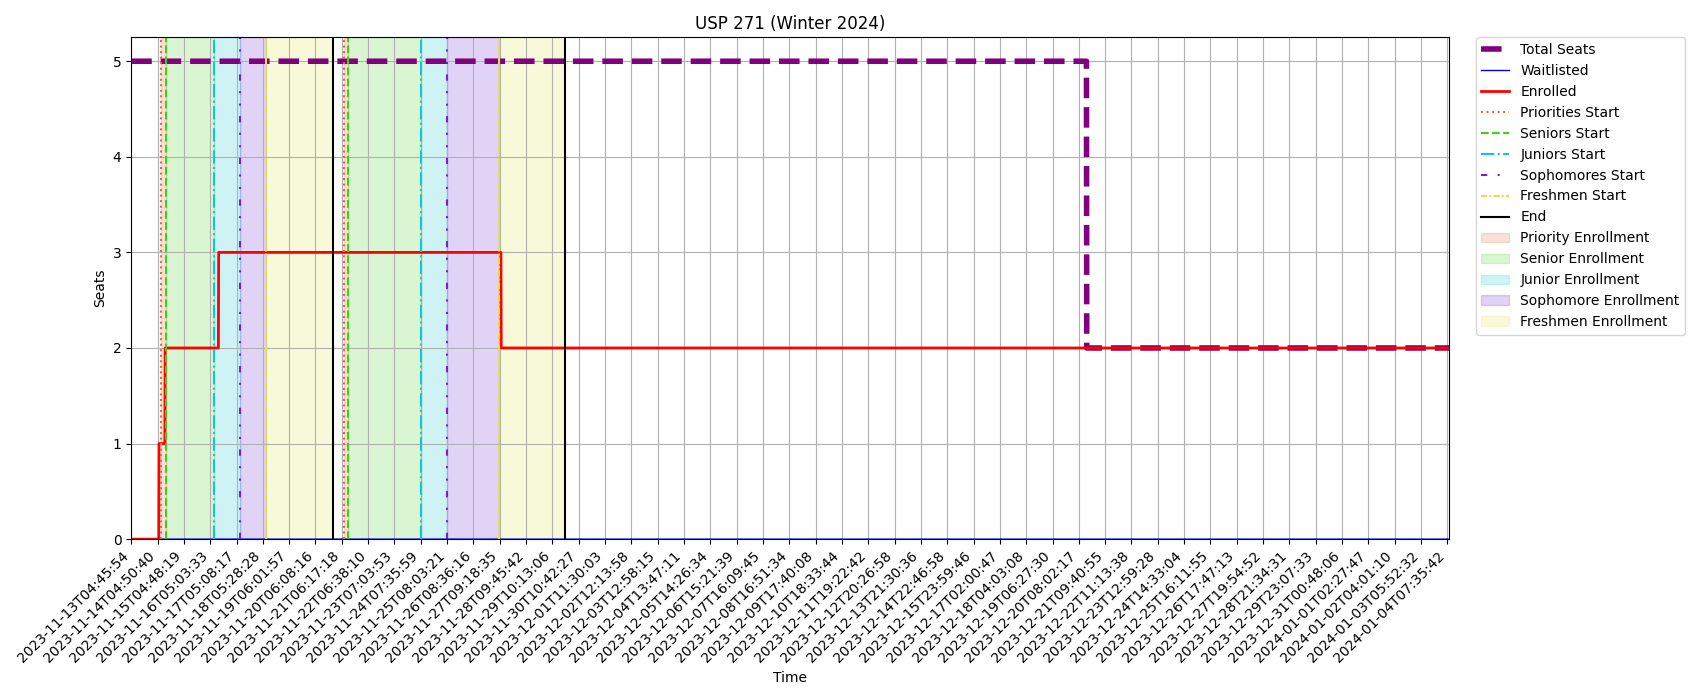 USP 271 (Winter 2024)
Seats
5
4
3
2
1
0
2023-11-13T04:45:54
2023-11-14T04:50:40
2023-11-15T04:48:19
2023-11-16T05:03:33
2023-11-17T05:08:17
2023-11-18T05:28:28
2023-11-19T06:01:57
2023-11-20T06:08:16
2023-11-21T06:17:18
2023-11-22T06:38:10
2023-11-23T07:03:53
2023-11-24T07:35:59
2023-11-25T08:03:21
2023-11-26T08:36:16
2023-11-27T09:18:35
2023-11-28T09:45:42
2023-11-29T10:13:06
2023-11-30T10:42:27
2023-12-01T11:30:03
2023-12-02T12:13:58
2023-12-03T12:58:15
2023-12-04T13:47:11
2023-12-05T14:26:34
2023-12-06T15:21:39
2023-12-07T16:09:45
2023-12-08T16:51:34
2023-12-09T17:40:08
2023-12-10T18:33:44
2023-12-11T19:22:42
2023-12-12T20:26:58
2023-12-13T21:30:36
2023-12-14T22:46:58
2023-12-15T23:59:46
2023-12-17T02:00:47
2023-12-18T04:03:08
2023-12-19T06:27:30
2023-12-20T08:02:17
2023-12-21T09:40:55
2023-12-22T11:13:38
2023-12-23T12:59:28
2023-12-24T14:33:04
2023-12-25T16:11:55
2023-12-26T17:47:13
2023-12-27T19:54:52
2023-12-28T21:34:31
2023-12-29T23:07:33
2023-12-31T00:48:06
2024-01-01T02:27:47
2024-01-02T04:01:10
2024-01-03T05:52:32
2024-01-04T07:35:42
Time
Total Seats
Waitlisted
Enrolled
Priorities Start
Seniors Start
Juniors Start
Sophomores Start
Freshmen Start
End
Priority Enrollment
Senior Enrollment
Junior Enrollment
Sophomore Enrollment
Freshmen Enrollment